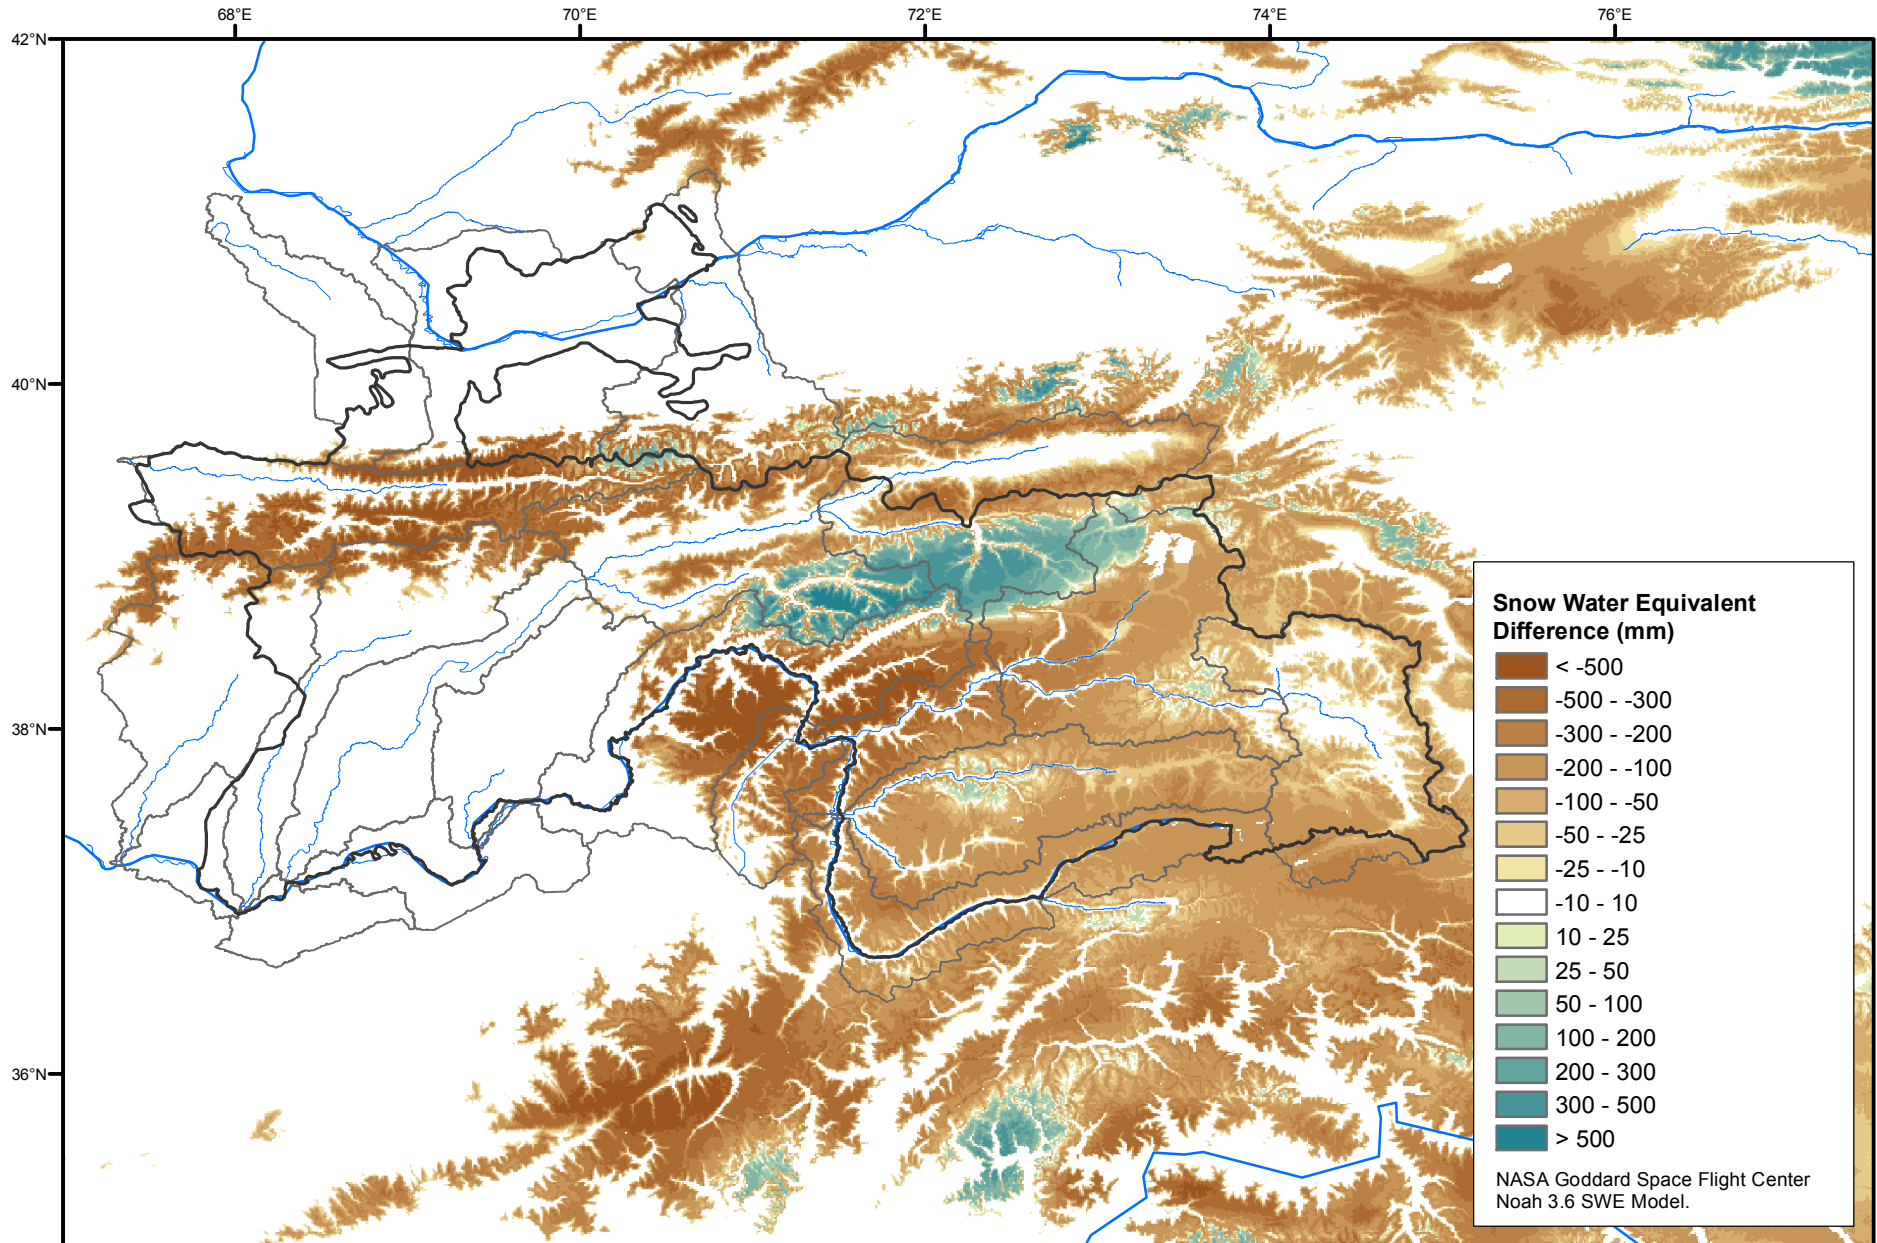 68°E 70°E 72°E 74°E 76°E
42°N
40°N
38°N
36°N
Snow Water Equivalent
Difference (mm)
< -500
-500 - -300
-300 - -200
-200 - -100
-100 - -50
-50 - -25
-25 - -10
-10 - 10
10 - 25
25 - 50
50 - 100
100 - 200
200 - 300
300 - 500
> 500
NASA Goddard Space Flight Center
Noah 3.6 SWE Model.